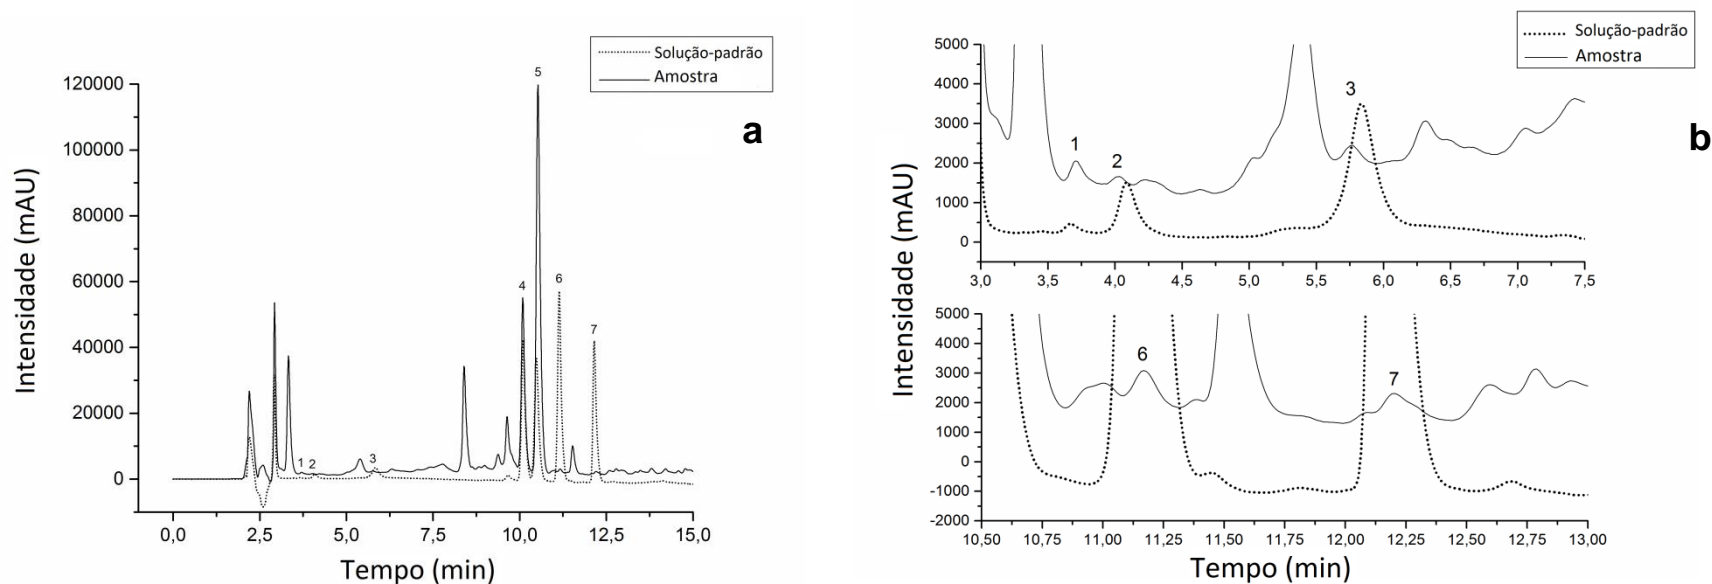 a
Solução-padrão
Amostra
Intensidade (mAU)
120000
100000
80000
60000
40000
20000
0
1
2
3
4
5
6
7
0,0 2,5 5,0 7,5 10,0 12,5 15,0
Tempo (min)
b
Solução-padrão
Amostra
Intensidade (mAU)
5000
4000
3000
2000
1000
0
1
2
3
3,0 3,5 4,0 4,5 5,0 5,5 6,0 6,5 7,0 7,5
5000
4000
3000
2000
1000
0
-1000
-2000
6
7
10,50 10,75 11,00 11,25 11,50 11,75 12,00 12,25 12,50 12,75 13,00
Tempo (min)